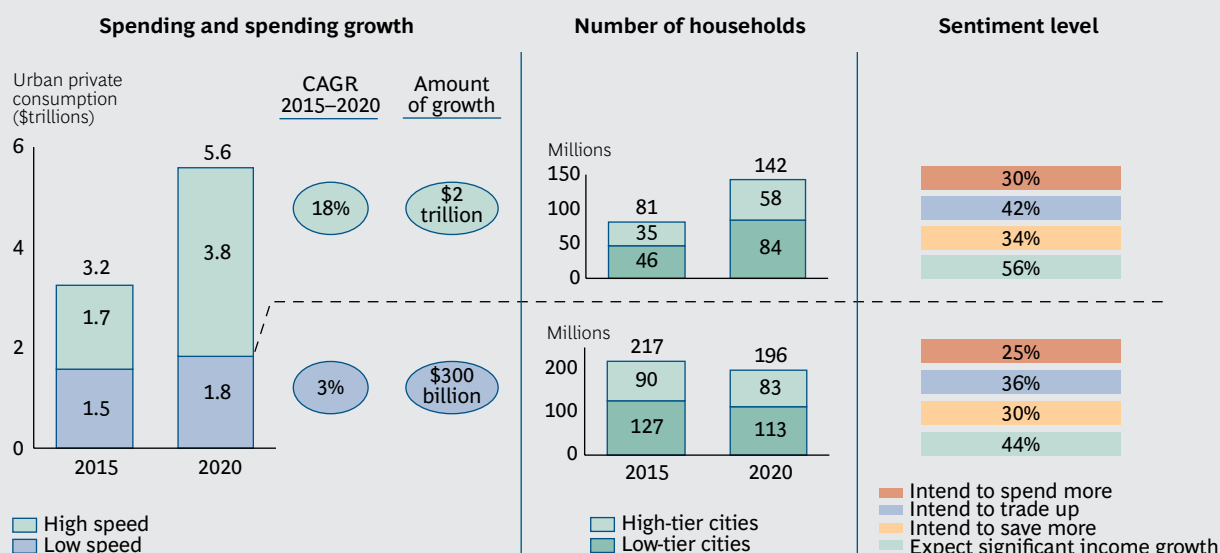 Spending and spending growth
Urban private
consumption
($trillions)
CAGR
2015–2020
Amount
of growth
6
4
2
0
3.2
1.7
1.5
2015
5.6
3.8
1.8
2020
18%
$2
trillion
3%
$300
billion
High speed
Low speed
Number of households
Millions
150
100
50
0
81
35
46
142
58
84
Millions
200
100
0
217
90
127
2015
196
83
113
2020
High-tier cities
Low-tier cities
Sentiment level
30%
42%
34%
56%
25%
36%
30%
44%
Intend to spend more
Intend to trade up
Intend to save more
Expect significant income growth